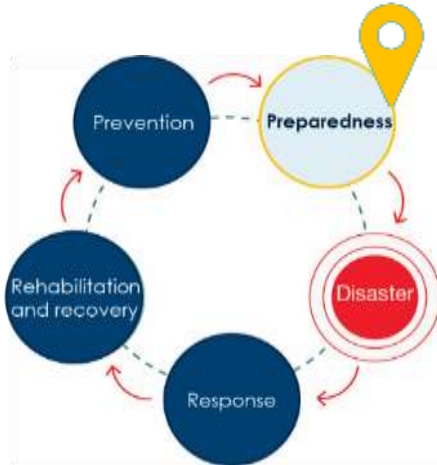 Prevention
Preparedness
Disaster
Response
Rehabilitation
and recovery